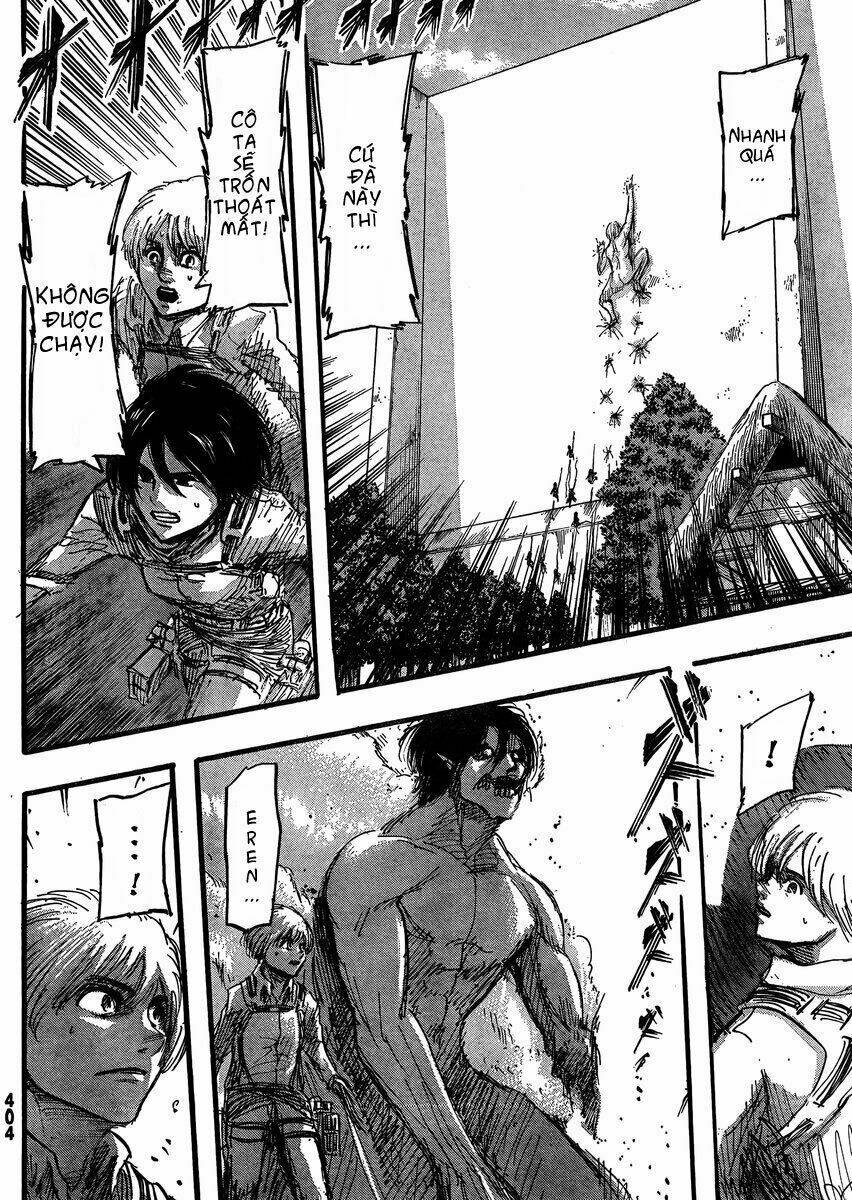 NHANH
QUÁ
...
CỨ
ĐÀ
NÀY
THÌ
...
CÔ
TA
SẼ
TRỐN
THOÁT
MẤT!
KHÔNG
ĐƯỢC
CHẠY!
!
EREN
...
...!
404